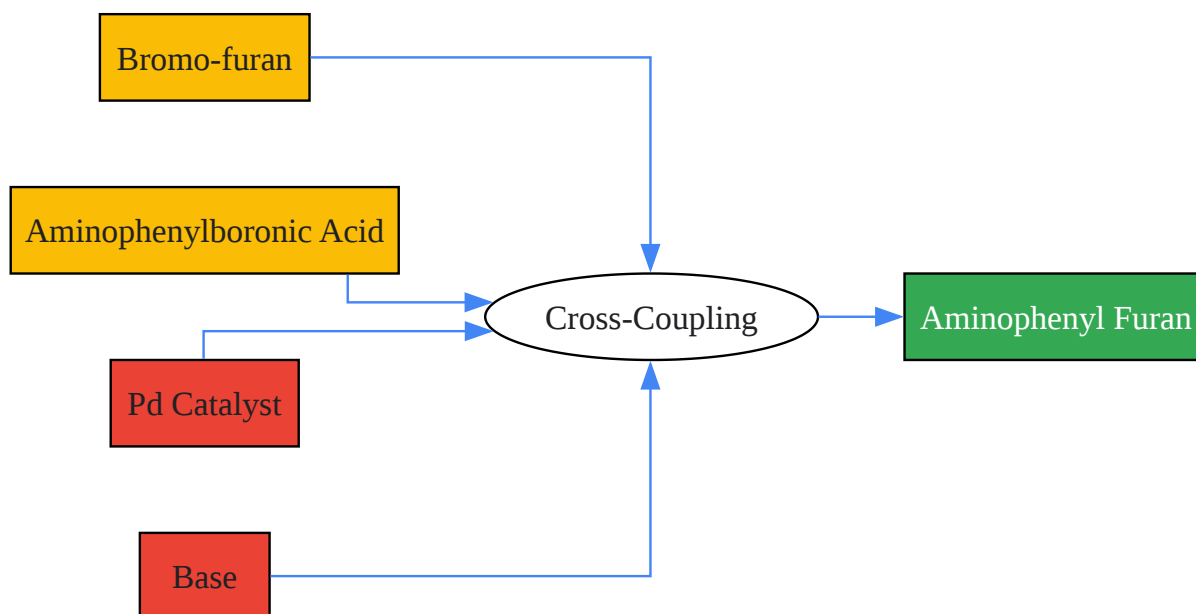 Bromo-furan
Aminophenylboronic Acid
Cross-Coupling
Aminophenyl Furan
Pd Catalyst
Base